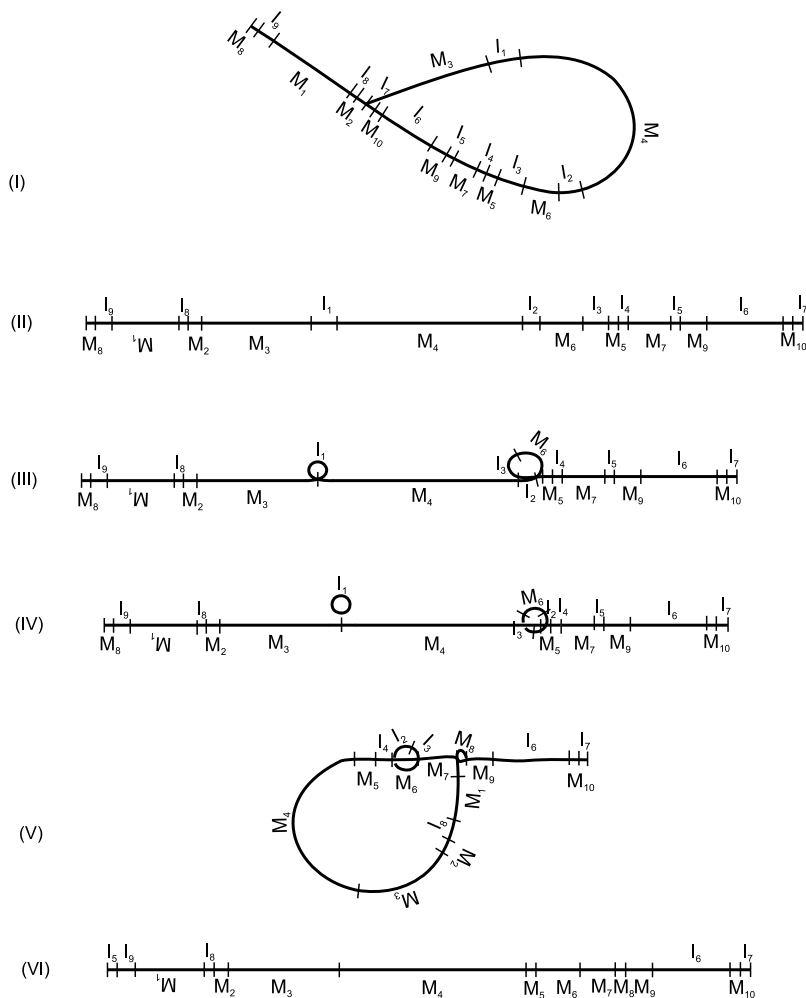 (I)
I₉ M₈ M₁ I₈ I₇ M₂ M₁₀ I₆ M₃ I₁ M₄ M₉ I₅ M₇ I₄ M₅ I₃ M₆ I₂
(II)
I₉ I₈ I₁ I₂ I₃ I₄ I₅ I₆ I₇
M₈ M₁ M₂ M₃ M₄ M₆ M₅ M₇ M₉ M₁₀
(III)
I₉ I₈ I₁ I₃ M₆ I₄ I₅ I₆ I₇
M₈ M₁ M₂ M₃ M₄ I₂ M₅ M₇ M₉ M₁₀
(IV)
I₉ I₈ I₁ M₆ I₂ I₄ I₅ I₆ I₇
M₈ M₁ M₂ M₃ M₄ I₃ M₅ M₇ M₉ M₁₀
(V)
I₄ I₂ I₃ M₈ I₆ I₇
M₅ M₆ M₇ M₉ M₁₀
M₄ M₁ I₈ M₂ M₃
(VI)
I₅ I₉ I₈ I₆ I₇
M₁ M₂ M₃ M₄ M₅ M₆ M₇ M₈ M₉ M₁₀